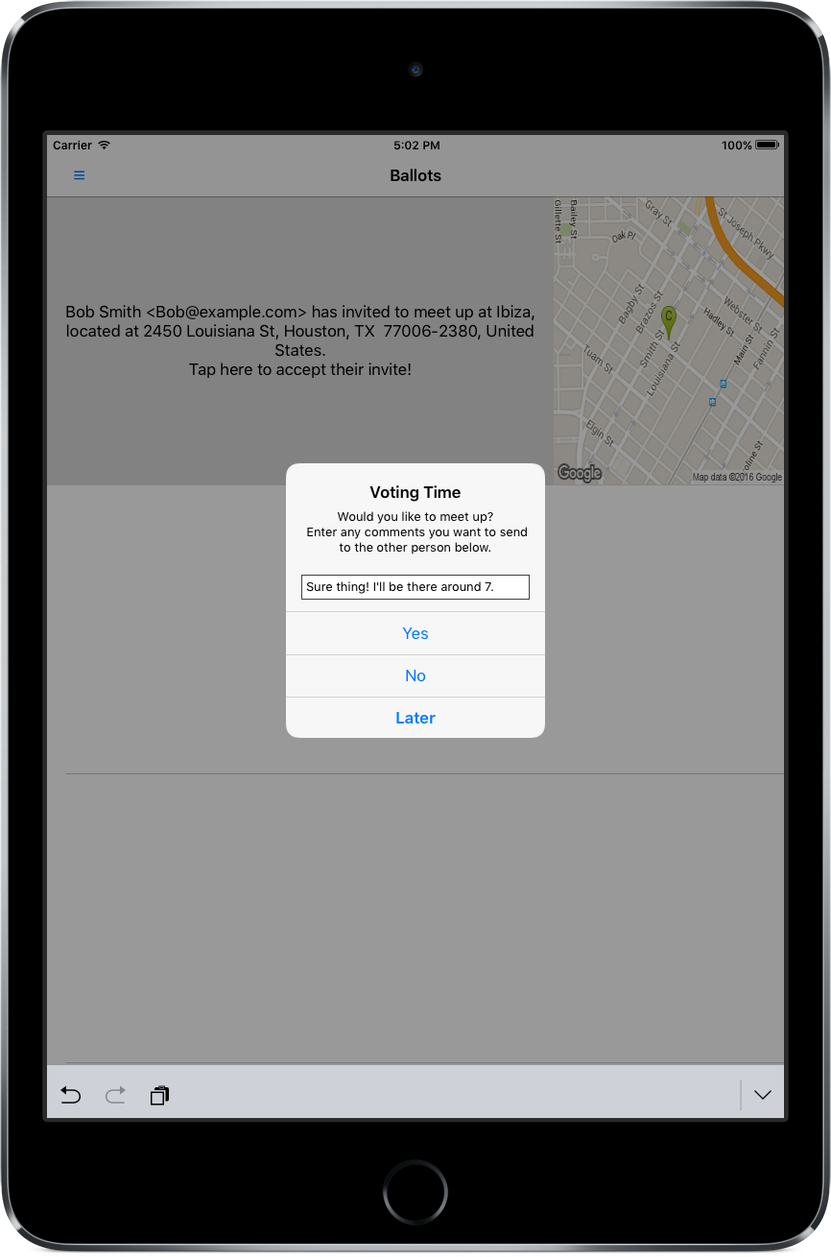 Carrier 5:02 PM 100%
Ballots
Bob Smith <Bob@example.com> has invited to meet up at Ibiza,
located at 2450 Louisiana St, Houston, TX  77006-2380, United
States.
Tap here to accept their invite!
Gillette St
Bailey St
Gray St
St Joseph Pkwy
Oak Pl
Bagby St
Brazos St
C
Webster St
Hadley St
Smith St
Main St
Fannin St
Tuam St
Louisiana St
Elgin St
oline St
Google
Map data ©2016 Google
Voting Time
Would you like to meet up?
Enter any comments you want to send
to the other person below.
Sure thing! I'll be there around 7.
Yes
No
Later